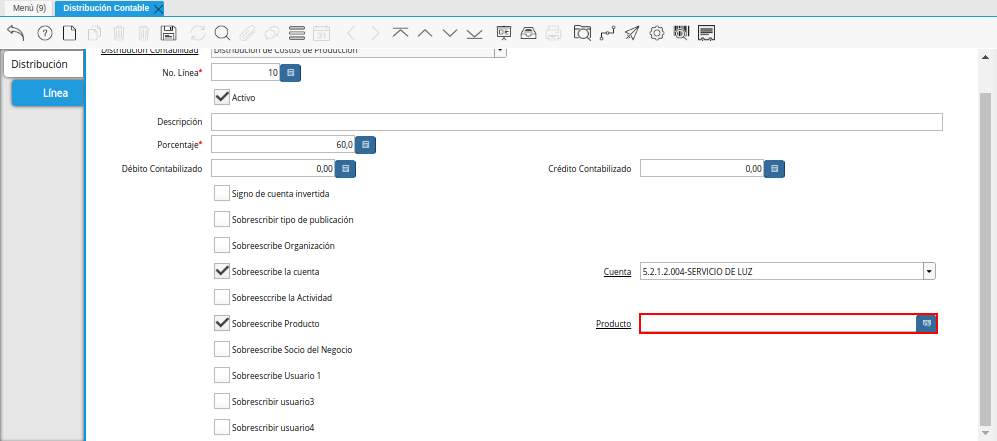 Menú (9)
Distribución Contable
Distribución
Línea
Distribución Contabilidad
Distribución de Costos de Producción
No. Línea*
10
Activo
Descripción
Porcentaje*
60,0
Débito Contabilizado
0,00
Crédito Contabilizado
0,00
Signo de cuenta invertida
Sobrescribir tipo de publicación
Sobreescribe Organización
Sobreescribe la cuenta
Cuenta
5.2.1.2.004-SERVICIO DE LUZ
Sobreesccribe la Actividad
Sobreescribe Producto
Producto
Sobreescribe Socio del Negocio
Sobreescribe Usuario 1
Sobrescribir usuario3
Sobrescribir usuario4